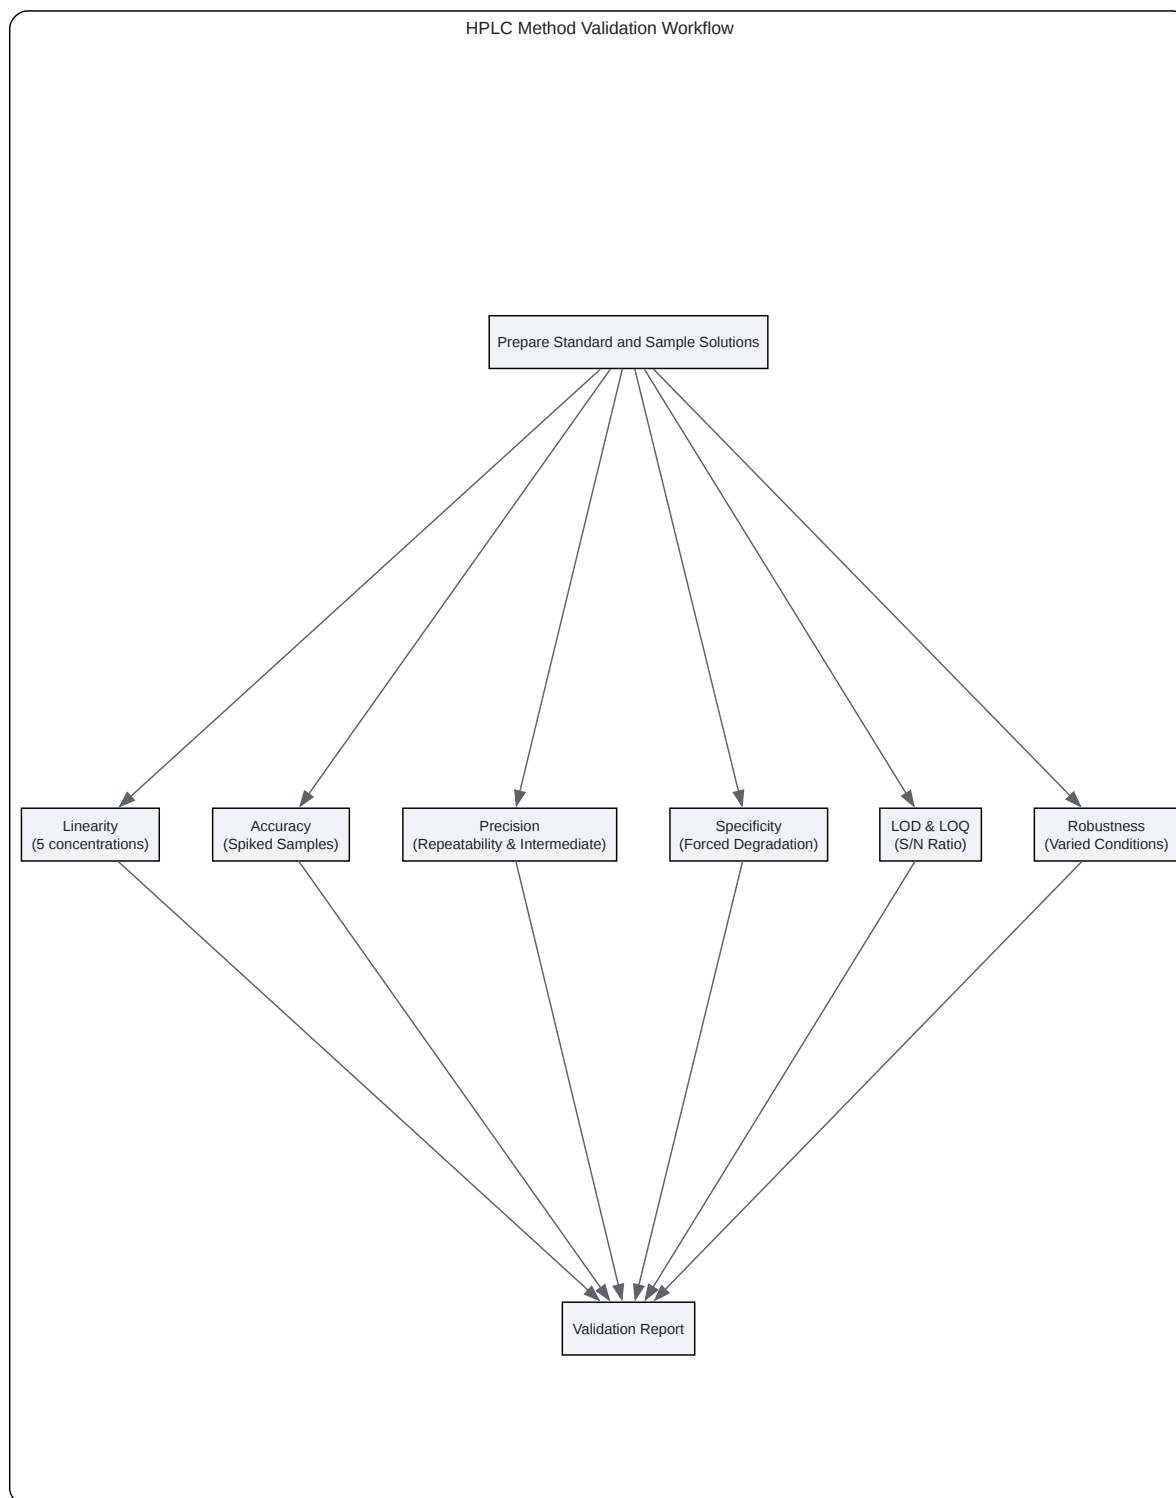 HPLC Method Validation Workflow
Prepare Standard and Sample Solutions
Linearity
(5 concentrations)
Accuracy
(Spiked Samples)
Precision
(Repeatability & Intermediate)
Specificity
(Forced Degradation)
LOD & LOQ
(S/N Ratio)
Robustness
(Varied Conditions)
Validation Report